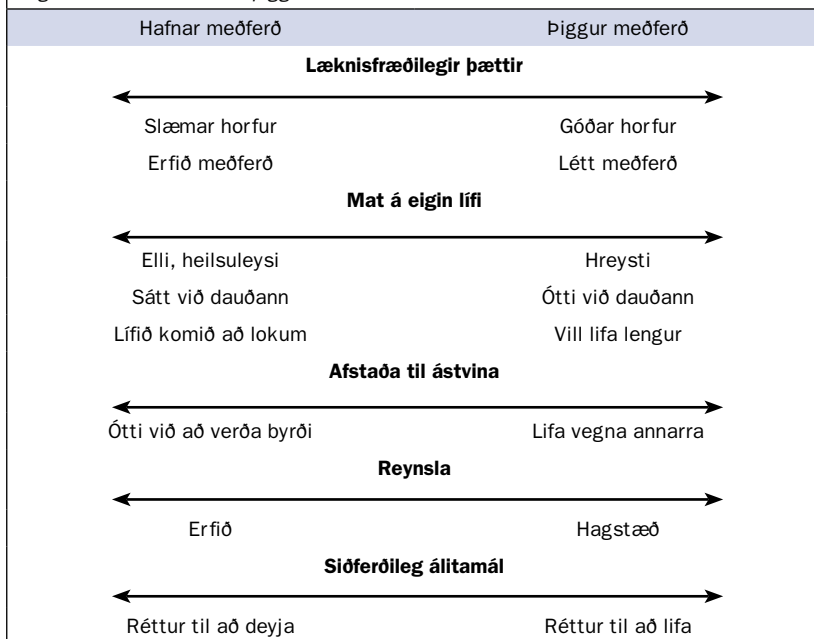 Hafnar meðferð Þiggur meðferð
Læknisfræðilegir þættir
Slæmar horfur Góðar horfur
Erfið meðferð Létt meðferð
Mat á eigin lífi
Elli, heilsuleysi Hreysti
Sátt við dauðann Ótti við dauðann
Lífið komið að lokum Vill lifa lengur
Afstaða til ástvina
Ótti við að verða byrði Lifa vegna annarra
Reynsla
Erfið Hagstæð
Siðferðileg álitamál
Réttur til að deyja Réttur til að lifa